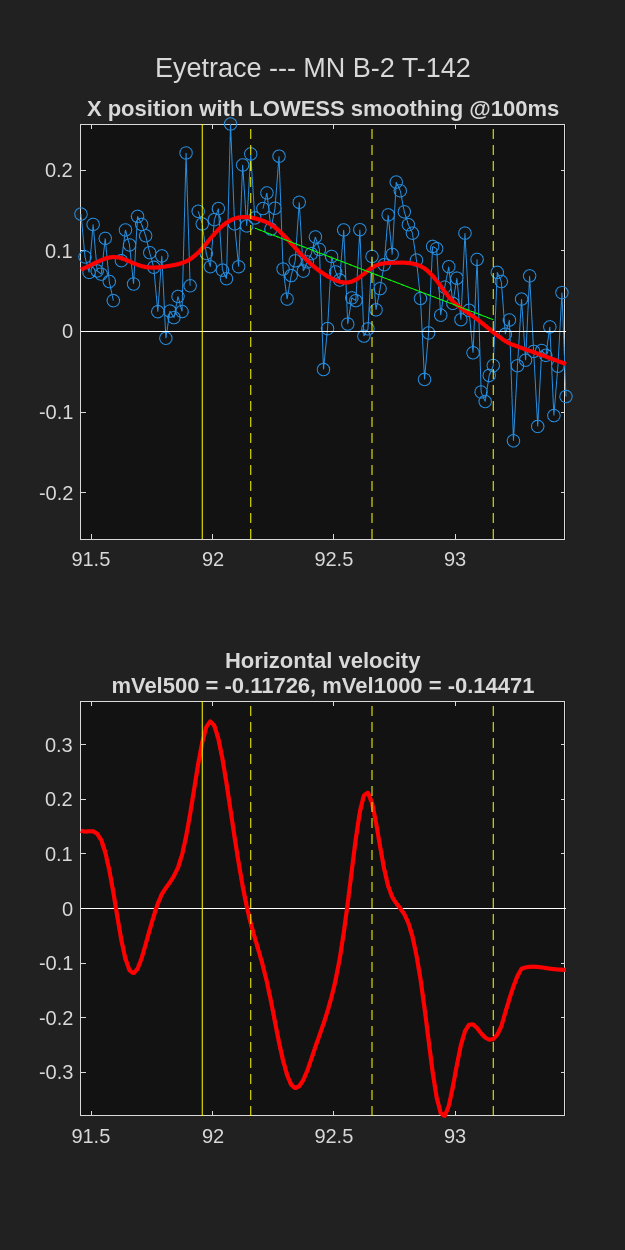 Eyetrace --- MN B-2 T-142
X position with LOWESS smoothing @100ms
0.2
0.1
0
-0.1
-0.2
91.5 92 92.5 93
Horizontal velocity
mVel500 = -0.11726, mVel1000 = -0.14471
0.3
0.2
0.1
0
-0.1
-0.2
-0.3
91.5 92 92.5 93